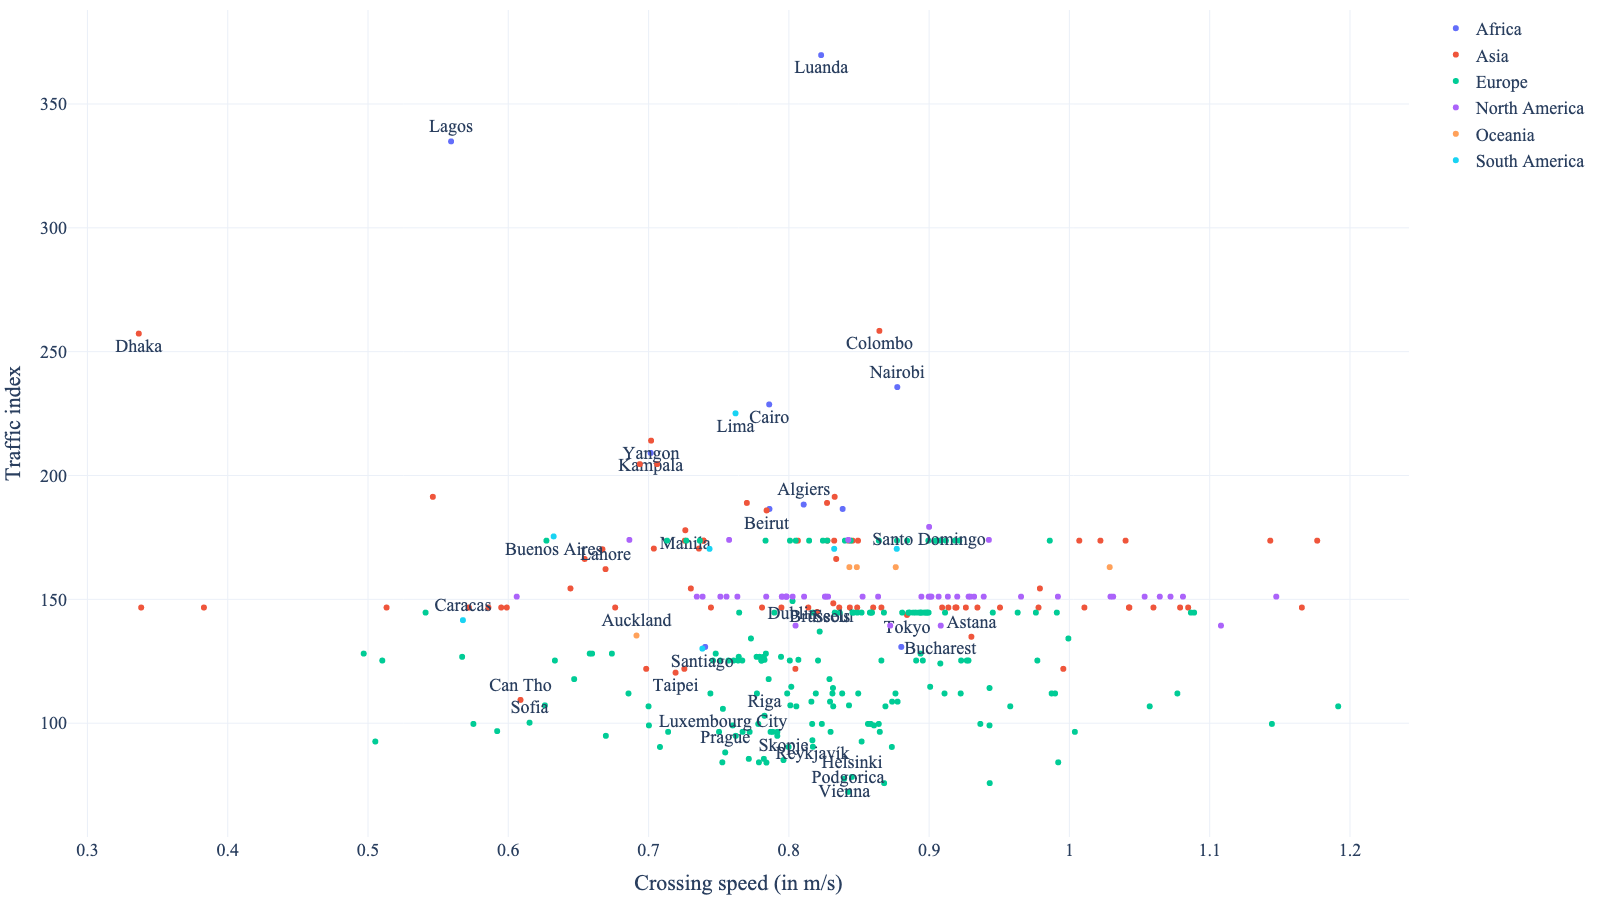 Africa
Asia
Europe
North America
Oceania
South America
Traffic index
350
300
250
200
150
100
Luanda
Lagos
Dhaka
Colombo
Nairobi
Cairo
Lima
Yangon
Kampala
Algiers
Beirut
Santo Domingo
Manila
Buenos Aires
Lahore
Caracas
Dublin
Brussels
Seoul
Auckland
Tokyo
Astana
Bucharest
Santiago
Taipei
Can Tho
Sofia
Riga
Luxembourg City
Prague
Skopje
Reykjavík
Helsinki
Podgorica
Vienna
0.3
0.4
0.5
0.6
0.7
0.8
0.9
1
1.1
1.2
Crossing speed (in m/s)